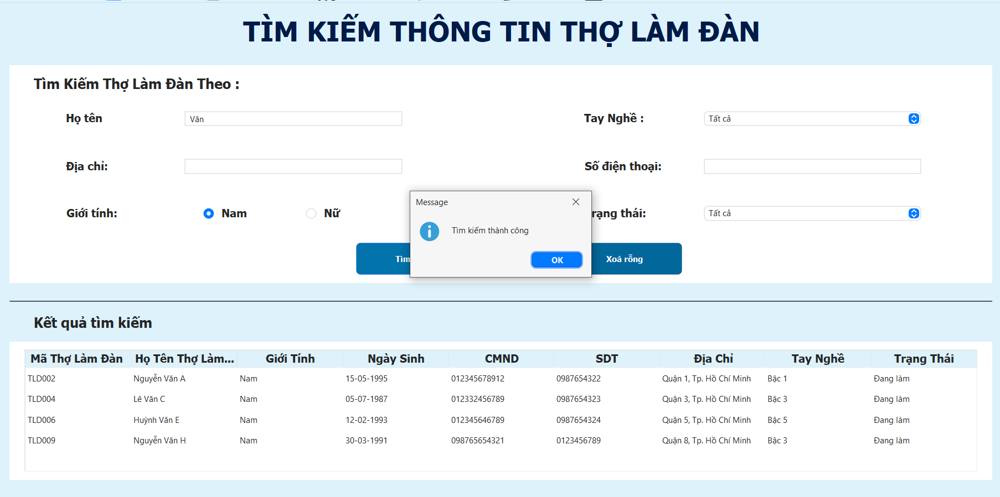 TÌM KIẾM THÔNG TIN THỢ LÀM ĐÀN
Tìm Kiếm Thợ Làm Đàn Theo :
Họ tên Văn Tay Nghề : Tất cả
Địa chỉ: Số điện thoại:
Giới tính: Nam Nữ rạng thái: Tất cả
Message
Tìm kiếm thành công
OK
Tìm Xoá rỗng
Kết quả tìm kiếm
Mã Thợ Làm Đàn Họ Tên Thợ Làm... Giới Tính Ngày Sinh CMND SDT Địa Chỉ Tay Nghề Trạng Thái
TLD002 Nguyễn Văn A Nam 15-05-1995 012345678912 0987654322 Quận 1, Tp. Hồ Chí Minh Bậc 1 Đang làm
TLD004 Lê Văn C Nam 05-07-1987 012332456789 0987654323 Quận 3, Tp. Hồ Chí Minh Bậc 3 Đang làm
TLD006 Huỳnh Văn E Nam 12-02-1993 012345646789 0987654324 Quận 5, Tp. Hồ Chí Minh Bậc 5 Đang làm
TLD009 Nguyễn Văn H Nam 30-03-1991 098765654321 0123456789 Quận 8, Tp. Hồ Chí Minh Bậc 3 Đang làm